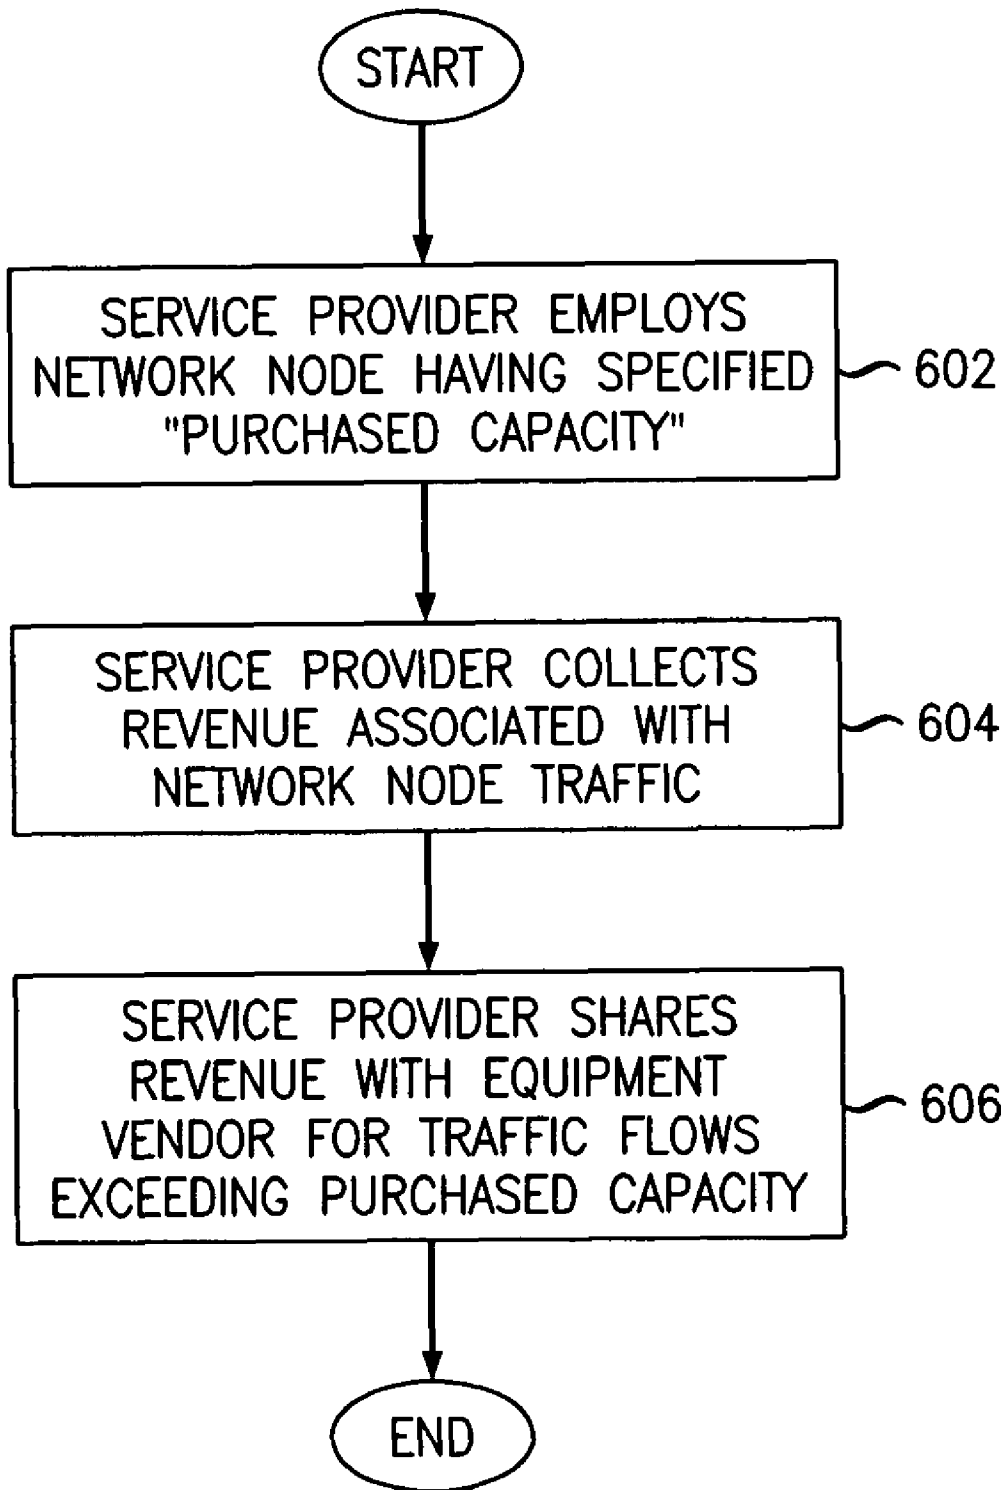 START
SERVICE PROVIDER EMPLOYS
NETWORK NODE HAVING SPECIFIED
"PURCHASED CAPACITY"
602
SERVICE PROVIDER COLLECTS
REVENUE ASSOCIATED WITH
NETWORK NODE TRAFFIC
604
SERVICE PROVIDER SHARES
REVENUE WITH EQUIPMENT
VENDOR FOR TRAFFIC FLOWS
EXCEEDING PURCHASED CAPACITY
606
END